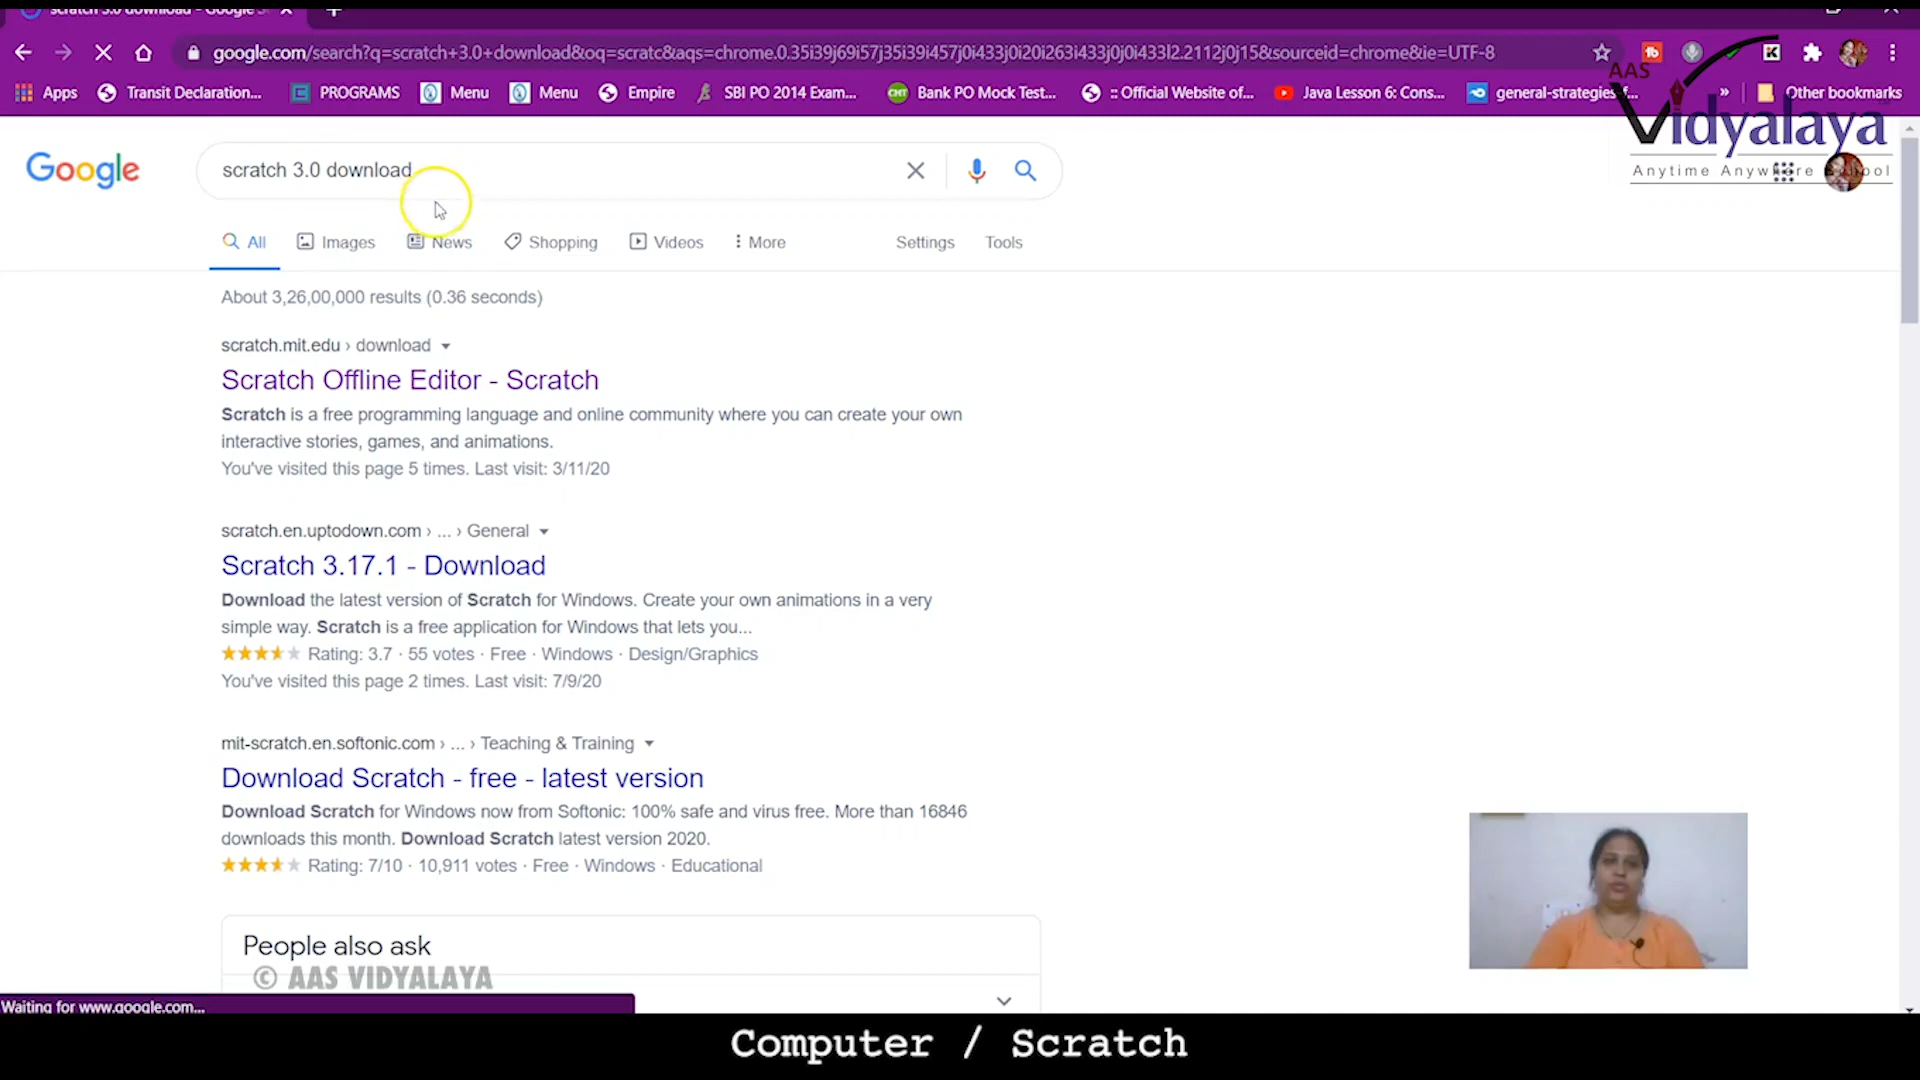 scratch 3.0 download - Google S
google.com/search?q=scratch+3.0+download&oq=scratc&aqs=chrome.0.35i39j69i57j35i39i457j0i433j0i20i263i433j0j0i433l2.2112j0j15&sourceid=chrome&ie=UTF-8
Apps Transit Declaration... PROGRAMS Menu Menu Empire SBI PO 2014 Exam... Bank PO Mock Test... :: Official Website of... Java Lesson 6: Cons... general-strategies-f... » Other bookmarks
AAS
Vidyalaya
Anytime Anywhere School
Google
scratch 3.0 download
All Images News Shopping Videos More Settings Tools
About 3,26,00,000 results (0.36 seconds)
scratch.mit.edu › download
Scratch Offline Editor - Scratch
Scratch is a free programming language and online community where you can create your own
interactive stories, games, and animations.
You've visited this page 5 times. Last visit: 3/11/20
scratch.en.uptodown.com › ... › General
Scratch 3.17.1 - Download
Download the latest version of Scratch for Windows. Create your own animations in a very
simple way. Scratch is a free application for Windows that lets you...
Rating: 3.7 · 55 votes · Free · Windows · Design/Graphics
You've visited this page 2 times. Last visit: 7/9/20
mit-scratch.en.softonic.com › ... › Teaching & Training
Download Scratch - free - latest version
Download Scratch for Windows now from Softonic: 100% safe and virus free. More than 16846
downloads this month. Download Scratch latest version 2020.
Rating: 7/10 · 10,911 votes · Free · Windows · Educational
People also ask
© AAS VIDYALAYA
Waiting for www.google.com...
Computer / Scratch